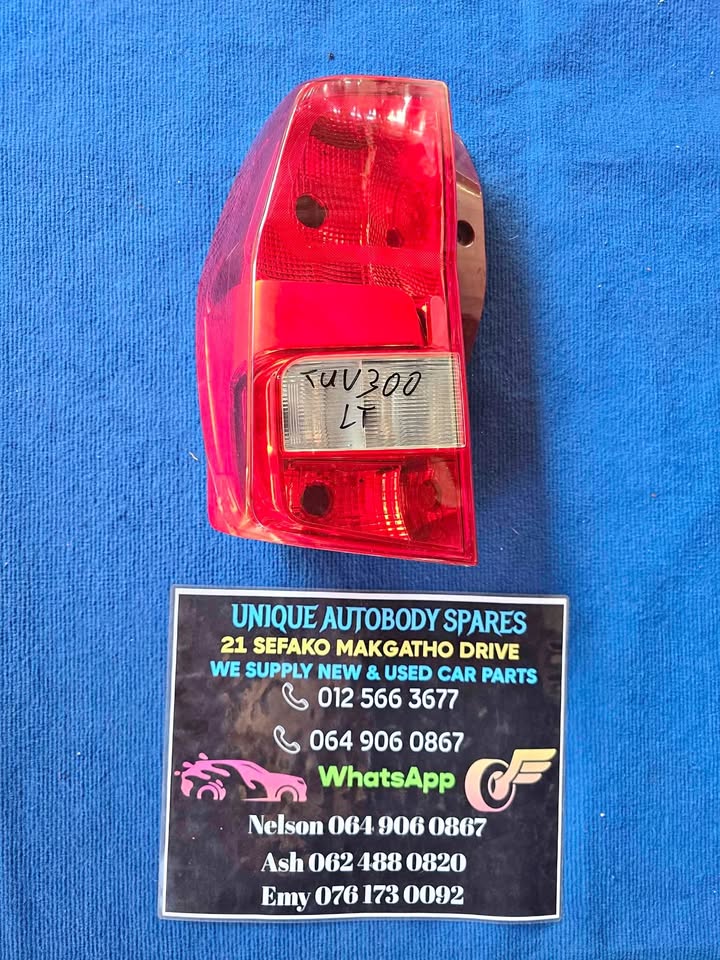 TUV300
LT
UNIQUE AUTOBODY SPARES
21 SEFAKO MAKGATHO DRIVE
WE SUPPLY NEW & USED CAR PARTS
012 566 3677
064 906 0867
WhatsApp
Nelson 064 906 0867
Ash 062 488 0820
Emy 076 173 0092